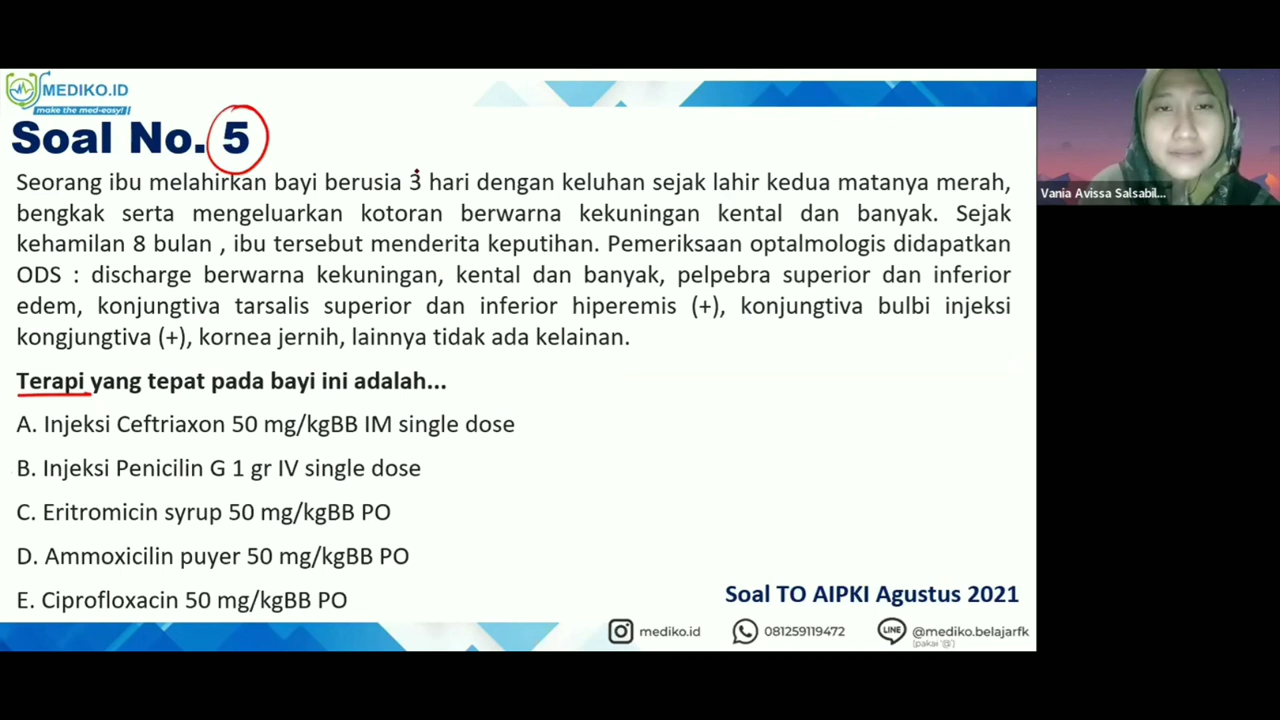 MEDIKO.ID
make the med-easy!
Soal No. 5
Seorang ibu melahirkan bayi berusia 3 hari dengan keluhan sejak lahir kedua matanya merah,
bengkak serta mengeluarkan kotoran berwarna kekuningan kental dan banyak. Sejak
kehamilan 8 bulan , ibu tersebut menderita keputihan. Pemeriksaan optalmologis didapatkan
ODS : discharge berwarna kekuningan, kental dan banyak, pelpebra superior dan inferior
edem, konjungtiva tarsalis superior dan inferior hiperemis (+), konjungtiva bulbi injeksi
kongjungtiva (+), kornea jernih, lainnya tidak ada kelainan.
Terapi yang tepat pada bayi ini adalah...
A. Injeksi Ceftriaxon 50 mg/kgBB IM single dose
B. Injeksi Penicilin G 1 gr IV single dose
C. Eritromicin syrup 50 mg/kgBB PO
D. Ammoxicilin puyer 50 mg/kgBB PO
E. Ciprofloxacin 50 mg/kgBB PO
Soal TO AIPKI Agustus 2021
mediko.id
081259119472
LINE
@mediko.belajarfk
(pakai '@')
Vania Avissa Salsabil...